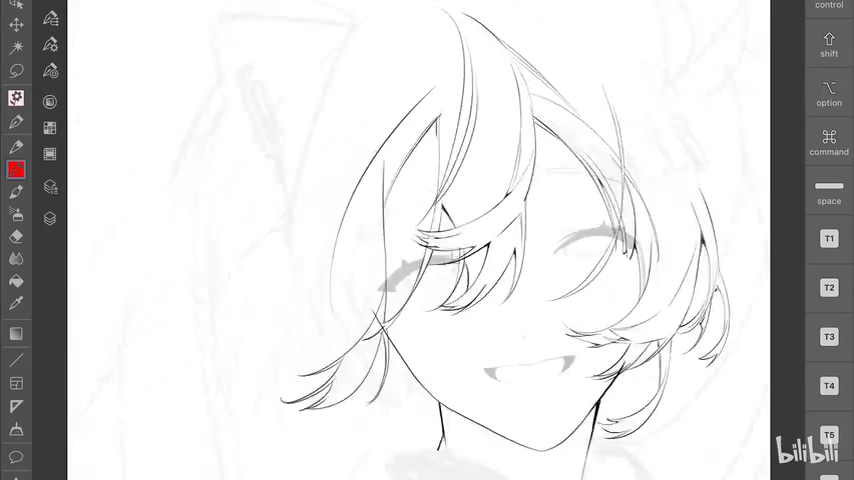 control
shift
option
command
space
T1
T2
T3
T4
T5
bilibili